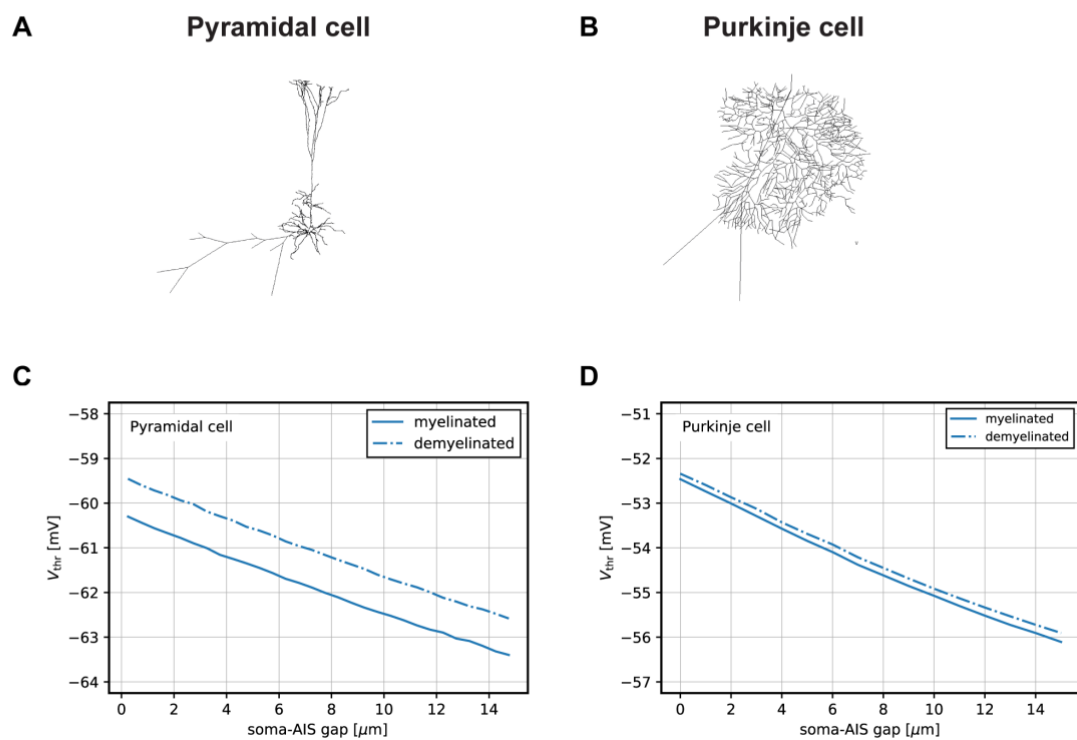 A Pyramidal cell
B Purkinje cell
C
−58
−59
−60
−61
−62
−63
−64
V_thr [mV]
Pyramidal cell
myelinated
demyelinated
0 2 4 6 8 10 12 14
soma-AIS gap [μm]
D
−51
−52
−53
−54
−55
−56
−57
V_thr [mV]
Purkinje cell
myelinated
demyelinated
0 2 4 6 8 10 12 14
soma-AIS gap [μm]